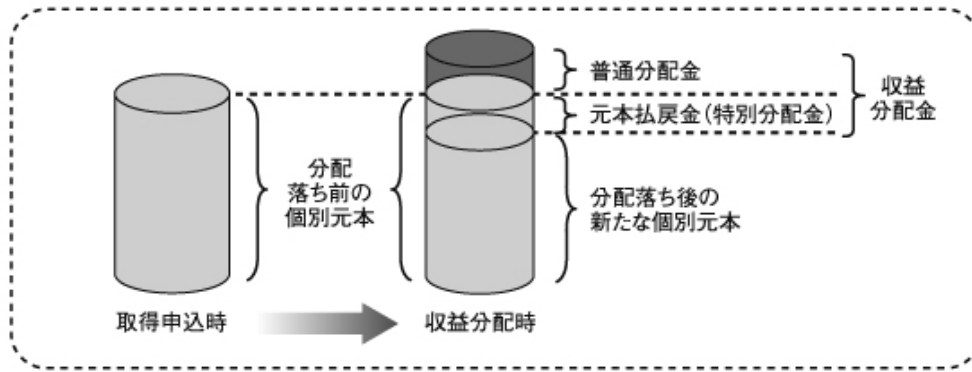 普通分配金
元本払戻金(特別分配金)
収益
分配金
分配
落ち前の
個別元本
分配落ち後の
新たな個別元本
取得申込時
収益分配時